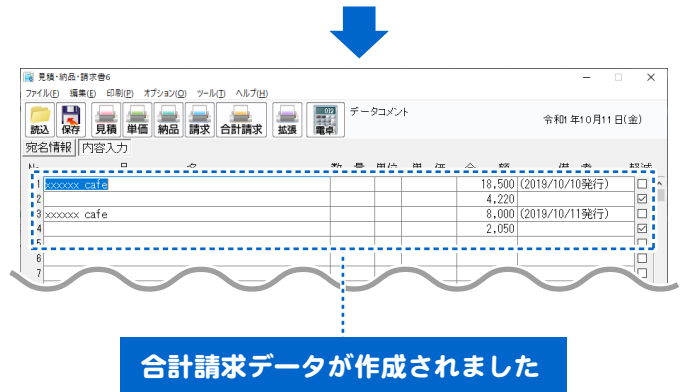 見積・納品・請求書6
ファイル(F) 編集(E) 印刷(P) オプション(O) ツール(T) ヘルプ(H)
読込 保存 見積 単価 納品 請求 合計請求 拡張 電卓 データコメント 令和1年10月11日(金)
宛名情報 内容入力
1 xxxxxx cafe 18,500 (2019/10/10発行)
2 4,220
3 xxxxxx cafe 8,000 (2019/10/11発行)
4 2,050
6
7
合計請求データが作成されました